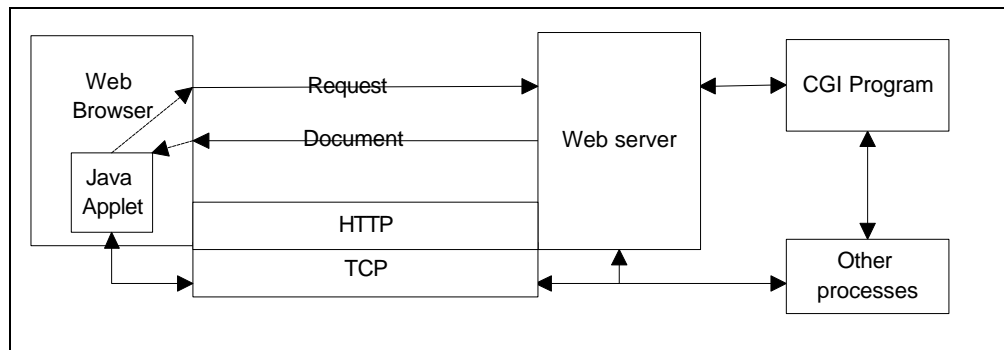 Web
Browser
Request
Document
Java
Applet
HTTP
TCP
Web server
CGI Program
Other
processes